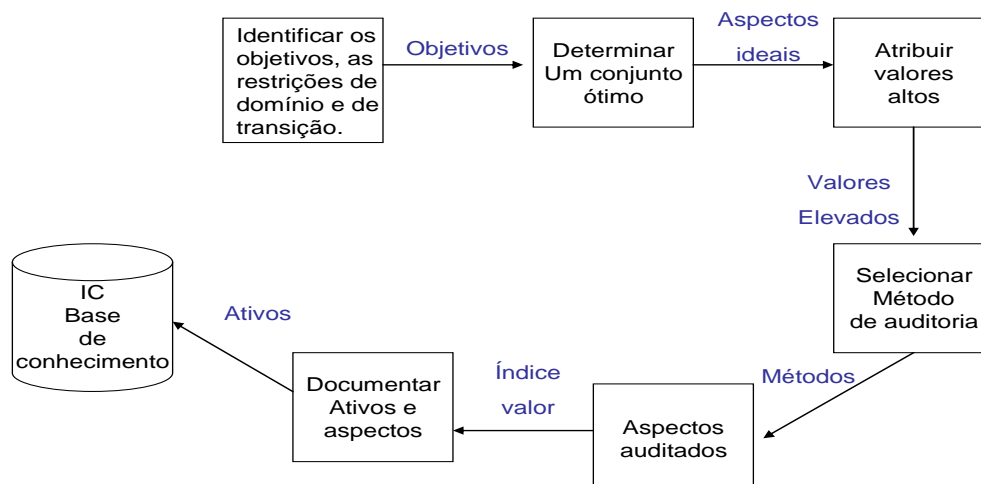 Identificar os
objetivos, as
restrições de
domínio e de
transição.
Objetivos
Determinar
Um conjunto
ótimo
Aspectos
ideais
Atribuir
valores
altos
Valores
Elevados
Selecionar
Método
de auditoria
Métodos
Aspectos
auditados
Índice
valor
Documentar
Ativos e
aspectos
Ativos
IC
Base
de
conhecimento